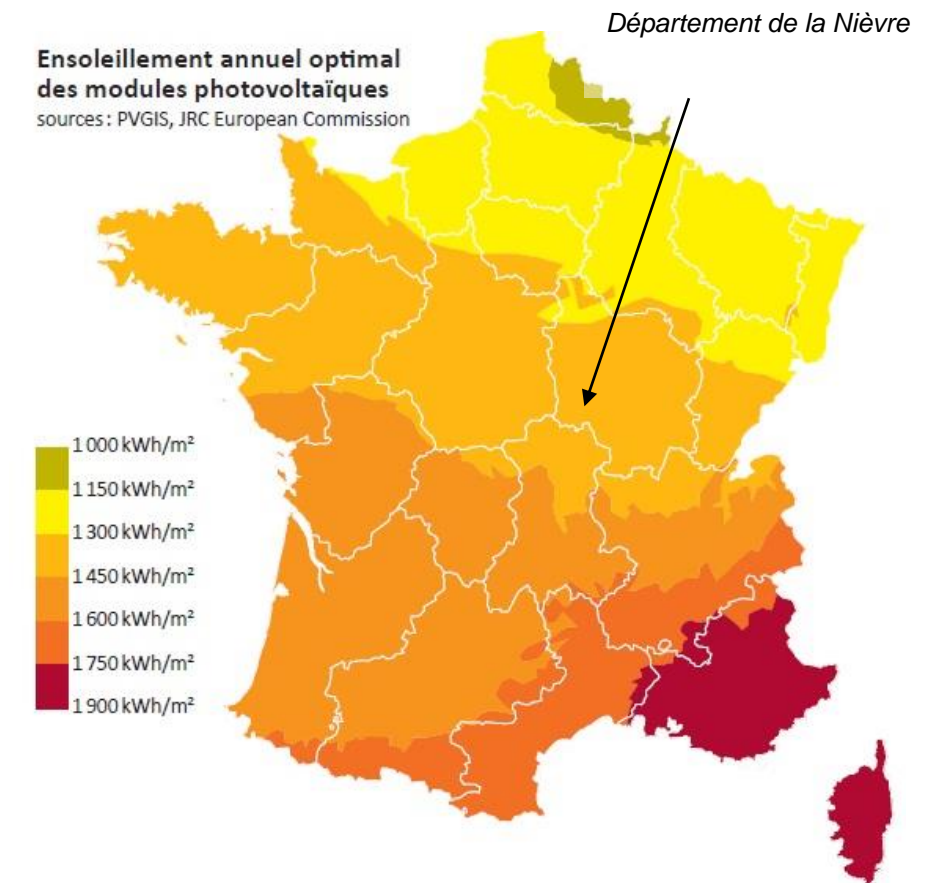 Département de la Nièvre
Ensoleillement annuel optimal
des modules photovoltaïques
sources : PVGIS, JRC European Commission
1 000 kWh/m²
1 150 kWh/m²
1 300 kWh/m²
1 450 kWh/m²
1 600 kWh/m²
1 750 kWh/m²
1 900 kWh/m²